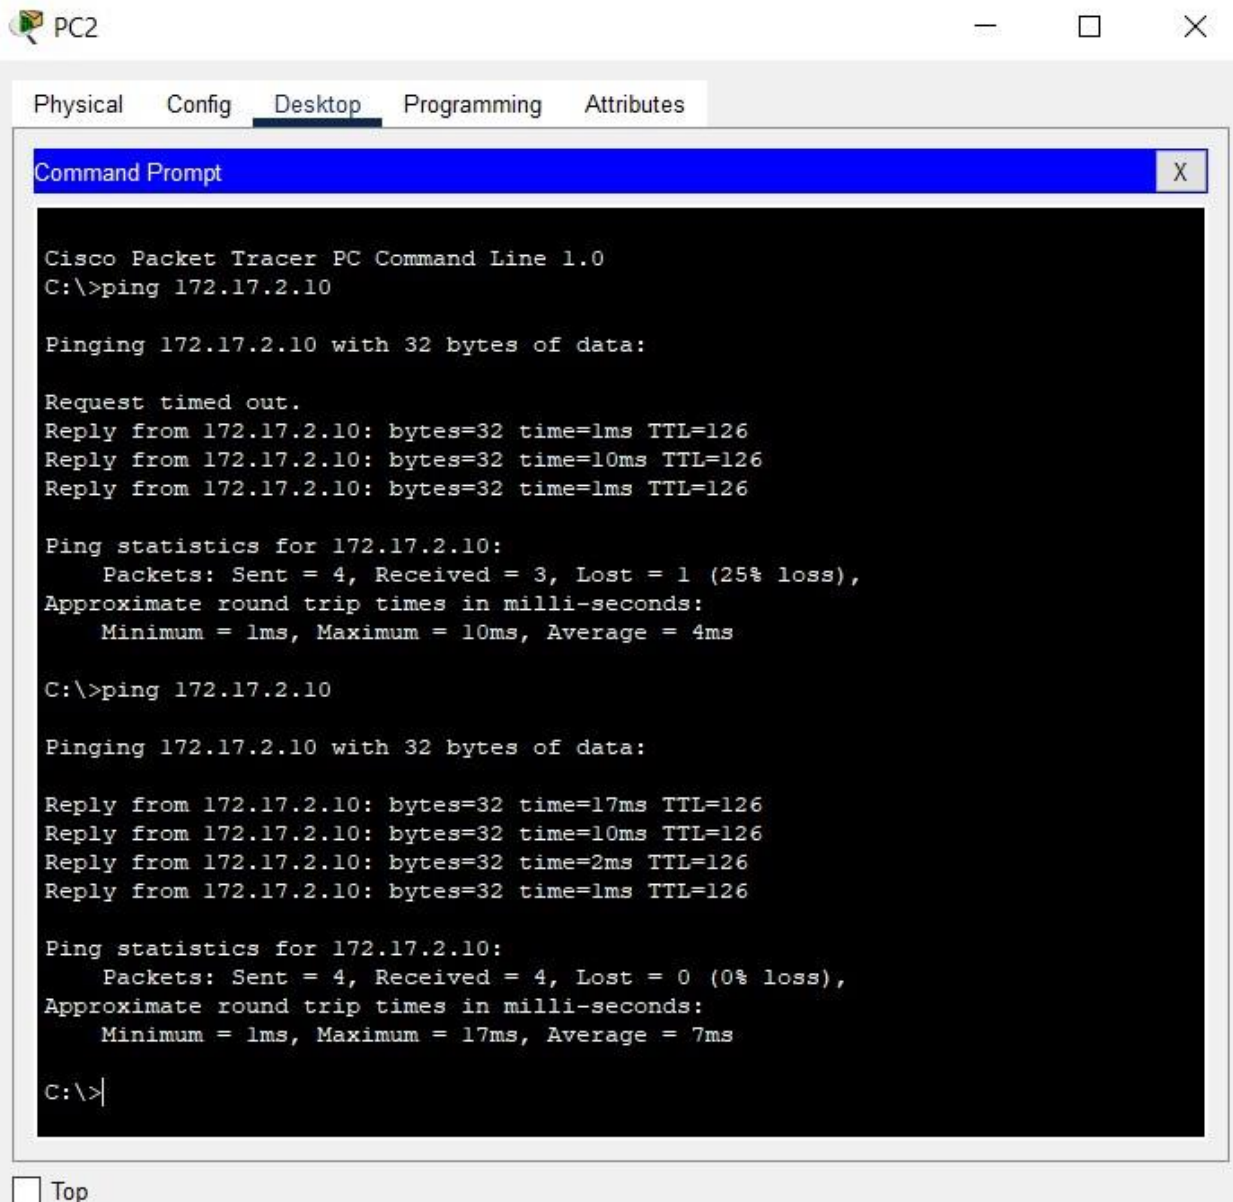 PC2
Physical Config Desktop Programming Attributes
Command Prompt X
Cisco Packet Tracer PC Command Line 1.0
C:\>ping 172.17.2.10
Pinging 172.17.2.10 with 32 bytes of data:
Request timed out.
Reply from 172.17.2.10: bytes=32 time=1ms TTL=126
Reply from 172.17.2.10: bytes=32 time=10ms TTL=126
Reply from 172.17.2.10: bytes=32 time=1ms TTL=126
Ping statistics for 172.17.2.10:
Packets: Sent = 4, Received = 3, Lost = 1 (25% loss),
Approximate round trip times in milli-seconds:
Minimum = 1ms, Maximum = 10ms, Average = 4ms
C:\>ping 172.17.2.10
Pinging 172.17.2.10 with 32 bytes of data:
Reply from 172.17.2.10: bytes=32 time=17ms TTL=126
Reply from 172.17.2.10: bytes=32 time=10ms TTL=126
Reply from 172.17.2.10: bytes=32 time=2ms TTL=126
Reply from 172.17.2.10: bytes=32 time=1ms TTL=126
Ping statistics for 172.17.2.10:
Packets: Sent = 4, Received = 4, Lost = 0 (0% loss),
Approximate round trip times in milli-seconds:
Minimum = 1ms, Maximum = 17ms, Average = 7ms
C:\>
Top